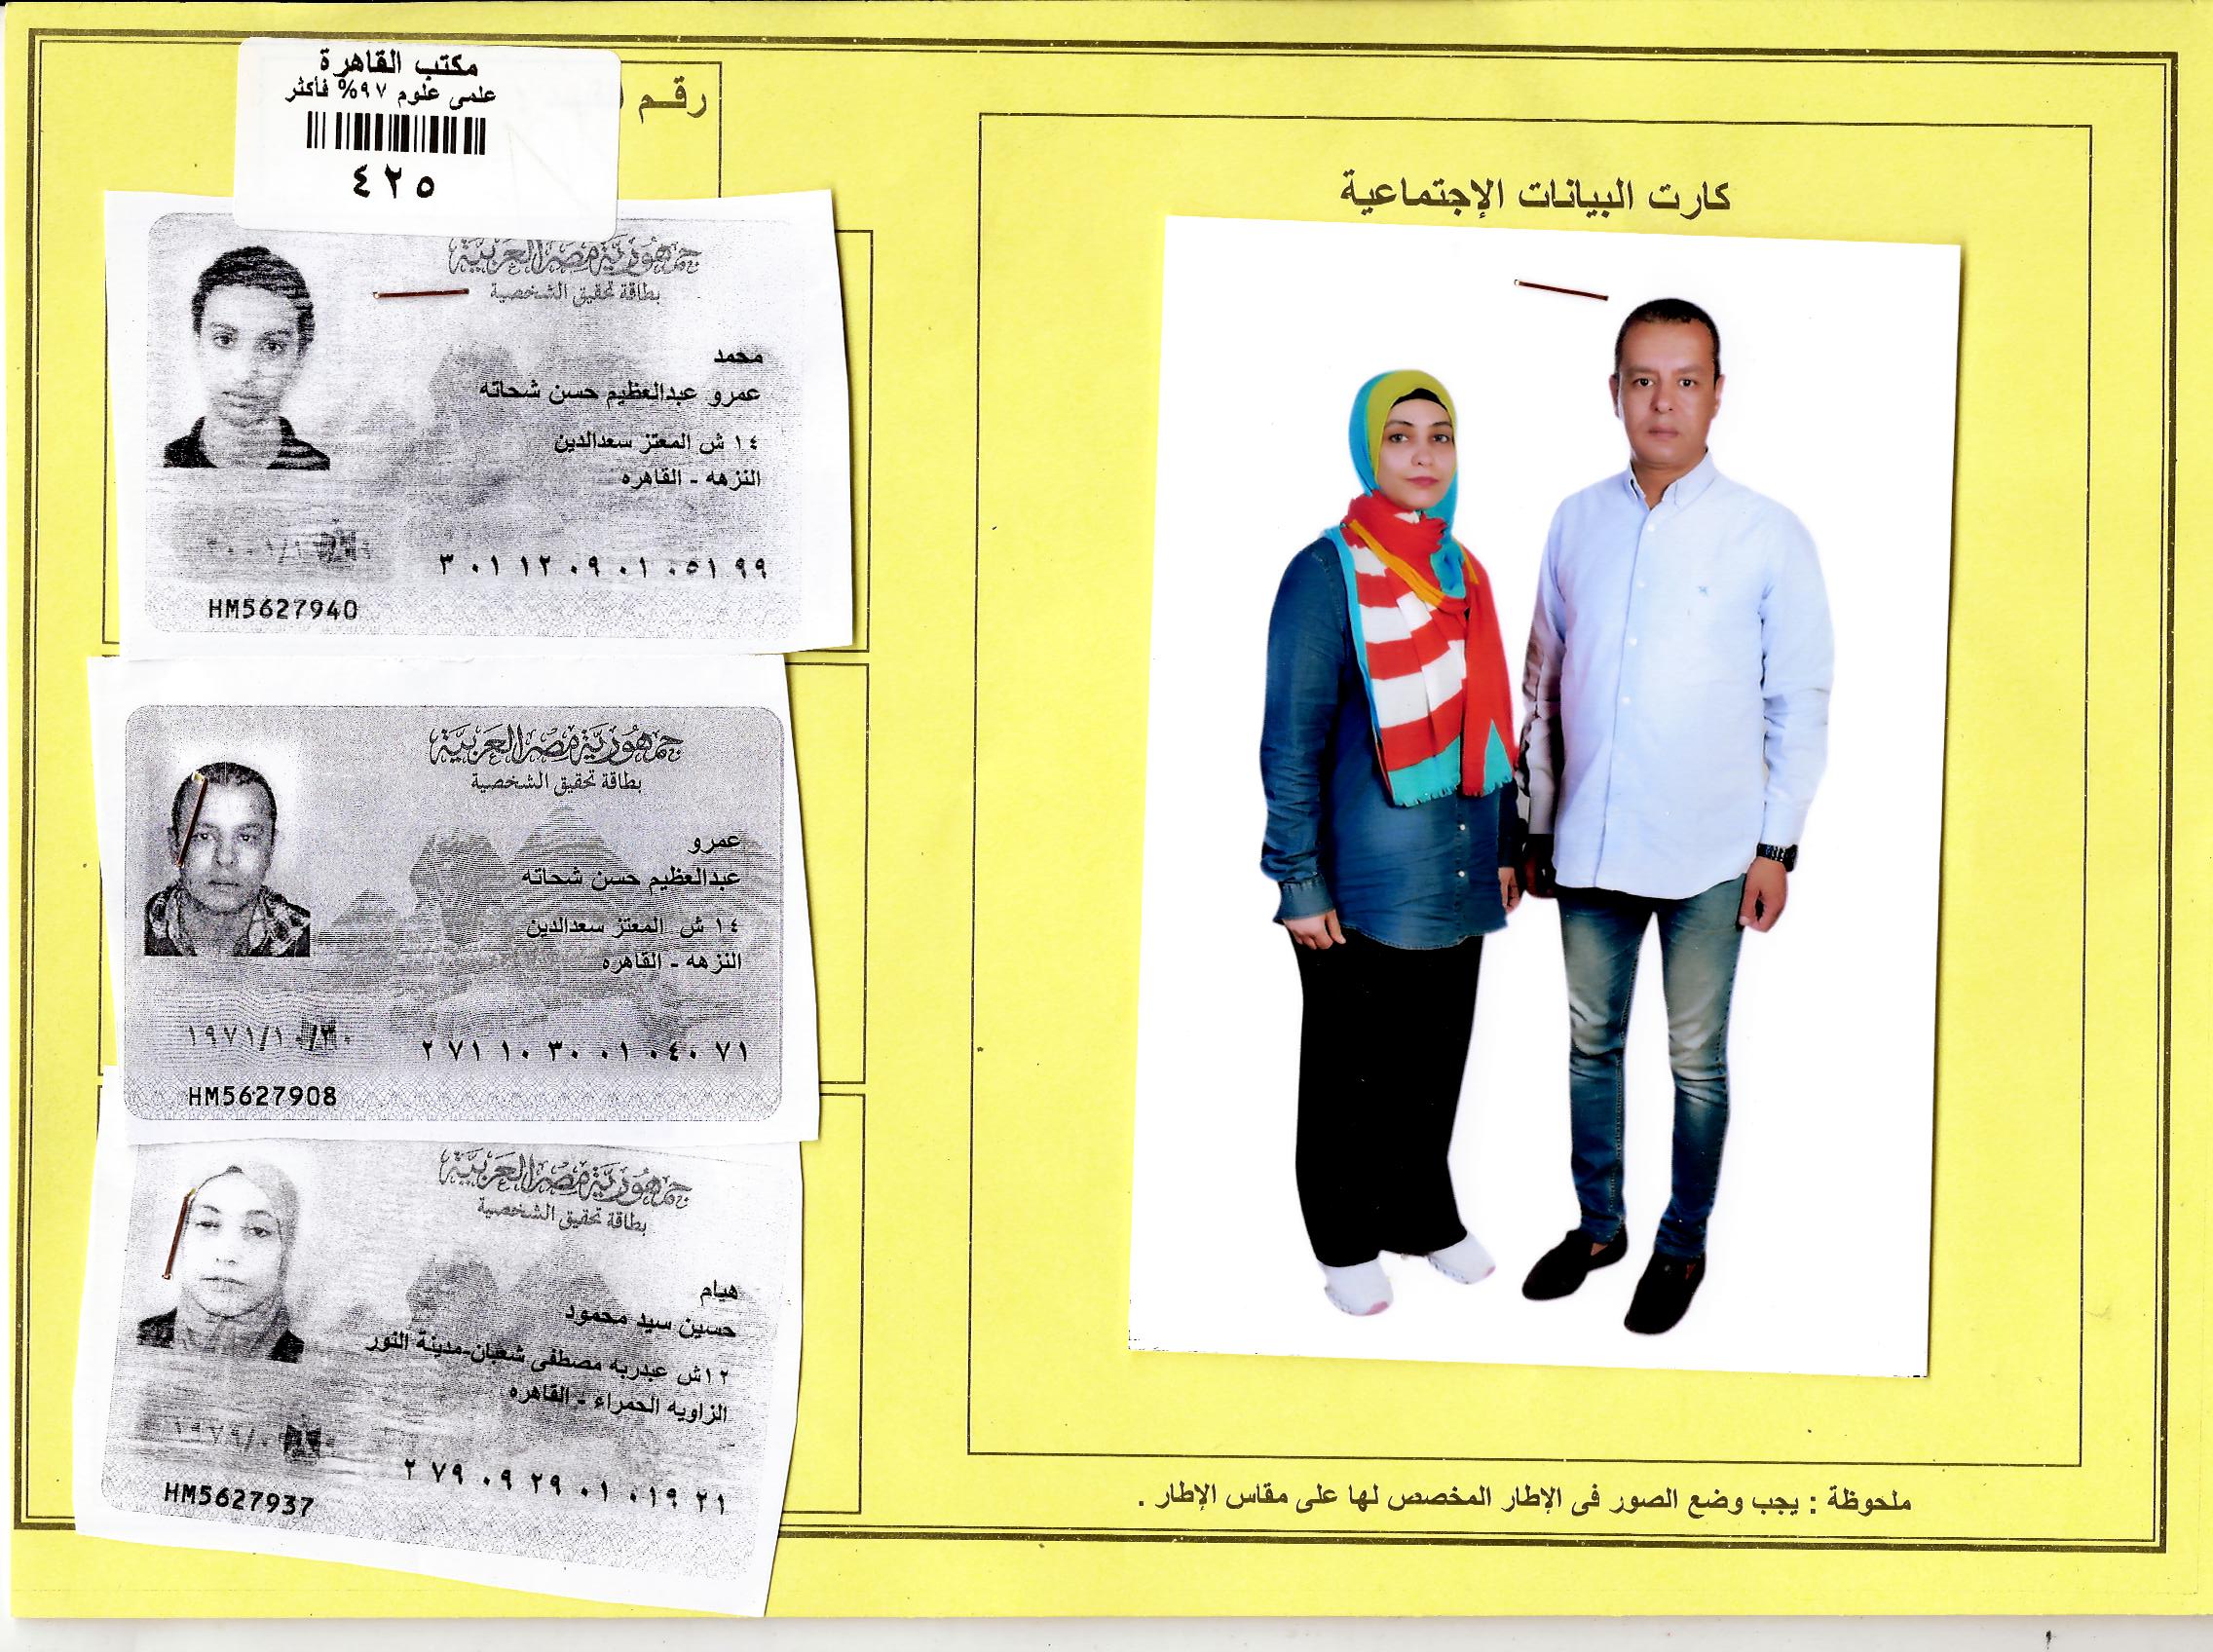 مكتب القاهرة
علمى علوم ٩٧% فأكثر
٤٢٥
رقم
كارت البيانات الإجتماعية
جمهورية مصر العربية
بطاقة تحقيق الشخصية
محمد
عمرو عبدالعظيم حسن شحاته
١٤ ش المعتز سعدالدين
النزهه - القاهره
٣٠١١٢٠٩٠١٠٥١٩٩
HM5627940
جمهورية مصر العربية
بطاقة تحقيق الشخصية
عمرو
عبدالعظيم حسن شحاته
١٤ ش المعتز سعدالدين
النزهه - القاهره
١٩٧١/١٠/٣٠
٢٧١١٠٣٠٠١٠٤٠٧١
HM5627908
جمهورية مصر العربية
بطاقة تحقيق الشخصية
هيام
حسين سيد محمود
١٢ش عبدربه مصطفى شعبان-مدينة النور
الزاويه الحمراء - القاهره
٢٧٩٠٩٢٩٠١٠١٩٢١
HM5627937
ملحوظة : يجب وضع الصور فى الإطار المخصص لها على مقاس الإطار .